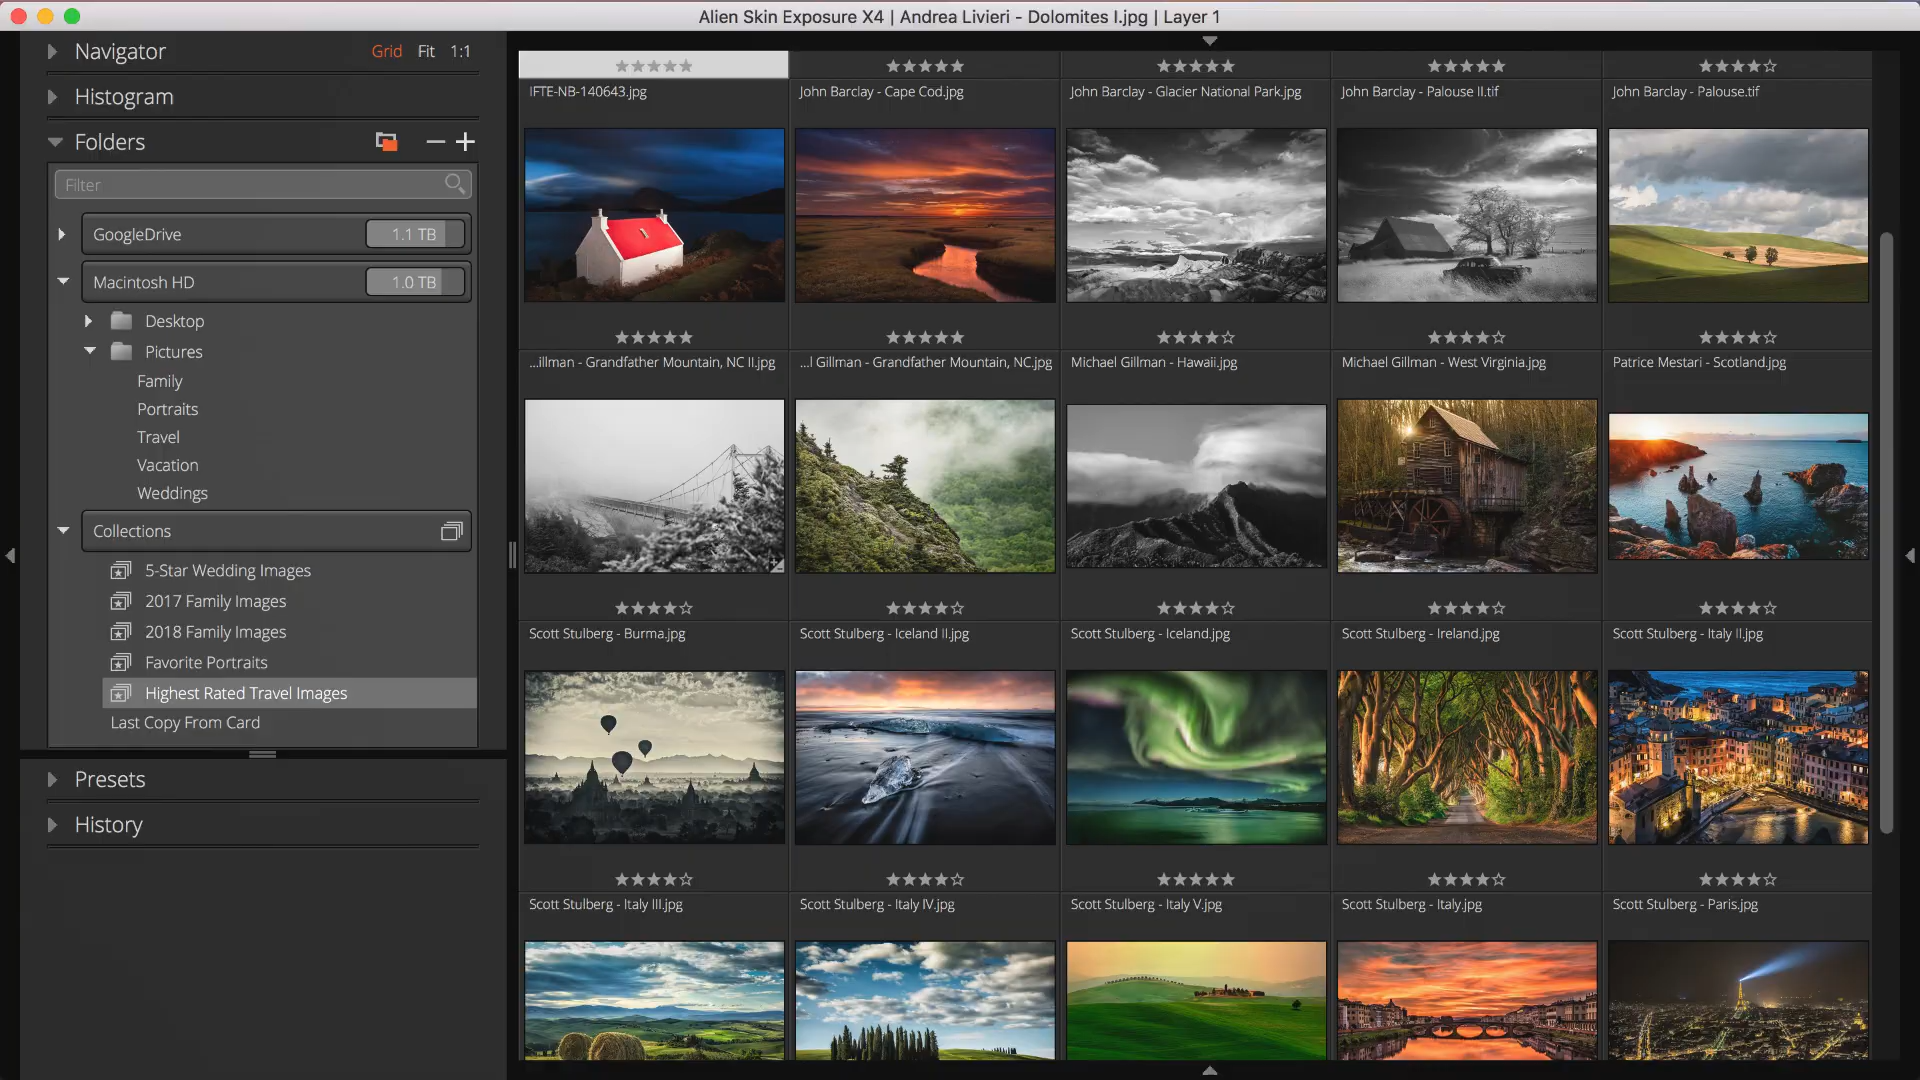 Alien Skin Exposure X4 | Andrea Livieri - Dolomites I.jpg | Layer 1
Navigator
Grid Fit 1:1
Histogram
Folders
Filter
GoogleDrive 1.1 TB
Macintosh HD 1.0 TB
Desktop
Pictures
Family
Portraits
Travel
Vacation
Weddings
Collections
5-Star Wedding Images
2017 Family Images
2018 Family Images
Favorite Portraits
Highest Rated Travel Images
Last Copy From Card
Presets
History
IFTE-NB-140643.jpg
John Barclay - Cape Cod.jpg
John Barclay - Glacier National Park.jpg
John Barclay - Palouse II.tif
John Barclay - Palouse.tif
...illman - Grandfather Mountain, NC II.jpg
...l Gillman - Grandfather Mountain, NC.jpg
Michael Gillman - Hawaii.jpg
Michael Gillman - West Virginia.jpg
Patrice Mestari - Scotland.jpg
Scott Stulberg - Burma.jpg
Scott Stulberg - Iceland II.jpg
Scott Stulberg - Iceland.jpg
Scott Stulberg - Ireland.jpg
Scott Stulberg - Italy II.jpg
Scott Stulberg - Italy III.jpg
Scott Stulberg - Italy IV.jpg
Scott Stulberg - Italy V.jpg
Scott Stulberg - Italy.jpg
Scott Stulberg - Paris.jpg